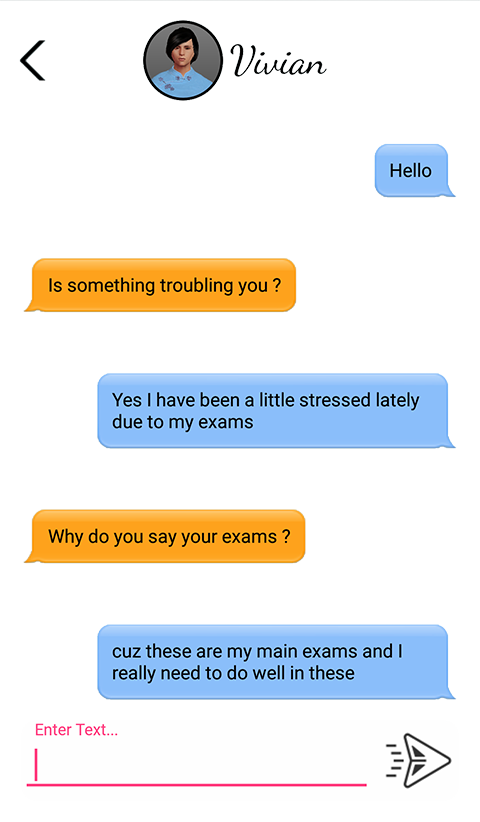 Vivian
Hello
Is something troubling you ?
Yes I have been a little stressed lately
due to my exams
Why do you say your exams ?
cuz these are my main exams and I
really need to do well in these
Enter Text...